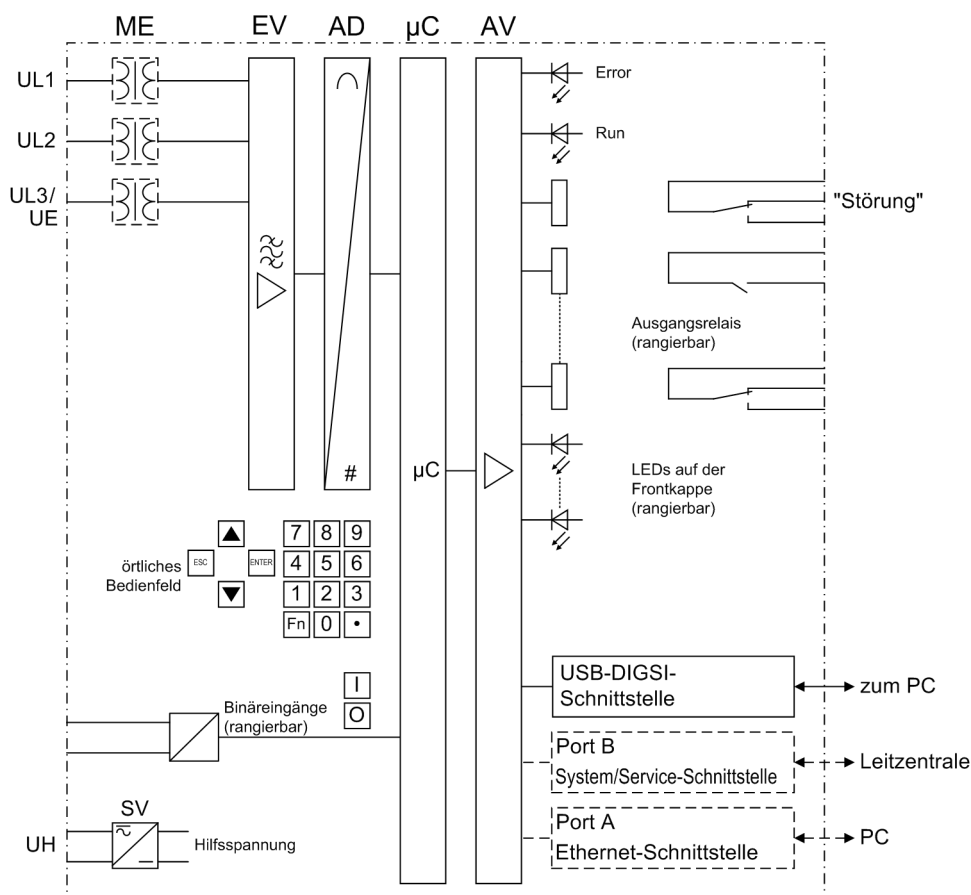 ME EV AD µC AV
UL1
UL2
UL3/
UE
Error
Run
"Störung"
Ausgangsrelais
(rangierbar)
#
µC
LEDs auf der
Frontkappe
(rangierbar)
örtliches
Bedienfeld
ESC
ENTER
7 8 9
4 5 6
1 2 3
Fn 0 •
I
O
Binäreingänge
(rangierbar)
USB-DIGSI-
Schnittstelle
zum PC
Port B
System/Service-Schnittstelle
Leitzentrale
Port A
Ethernet-Schnittstelle
PC
SV
UH
Hilfsspannung